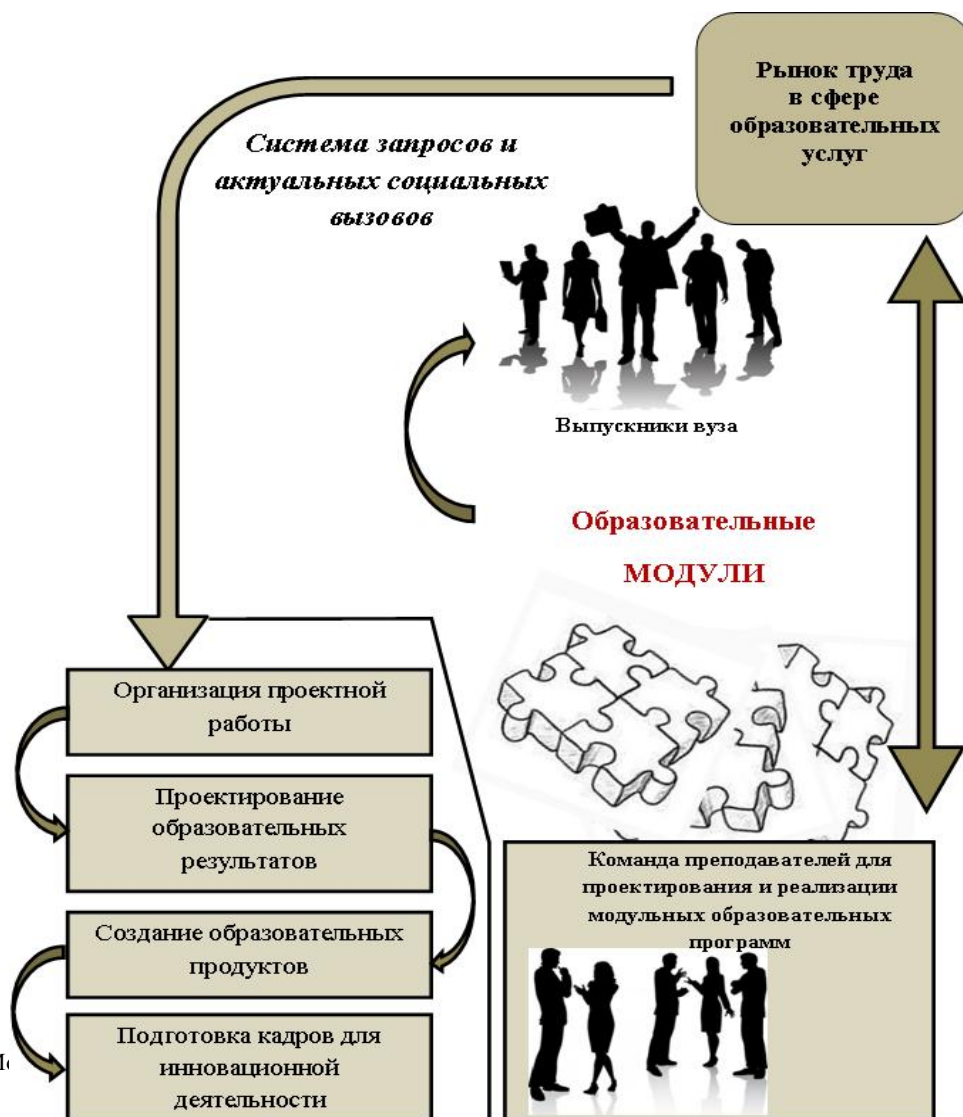 Рынок труда
в сфере
образовательных
услуг
Система запросов и
актуальных социальных
вызовов
Выпускники вуза
Образовательные
МОДУЛИ
Организация проектной
работы
Проектирование
образовательных
результатов
Создание образовательных
продуктов
Подготовка кадров для
инновационной
деятельности
Команда преподавателей для
проектирования и реализации
модульных образовательных
программ